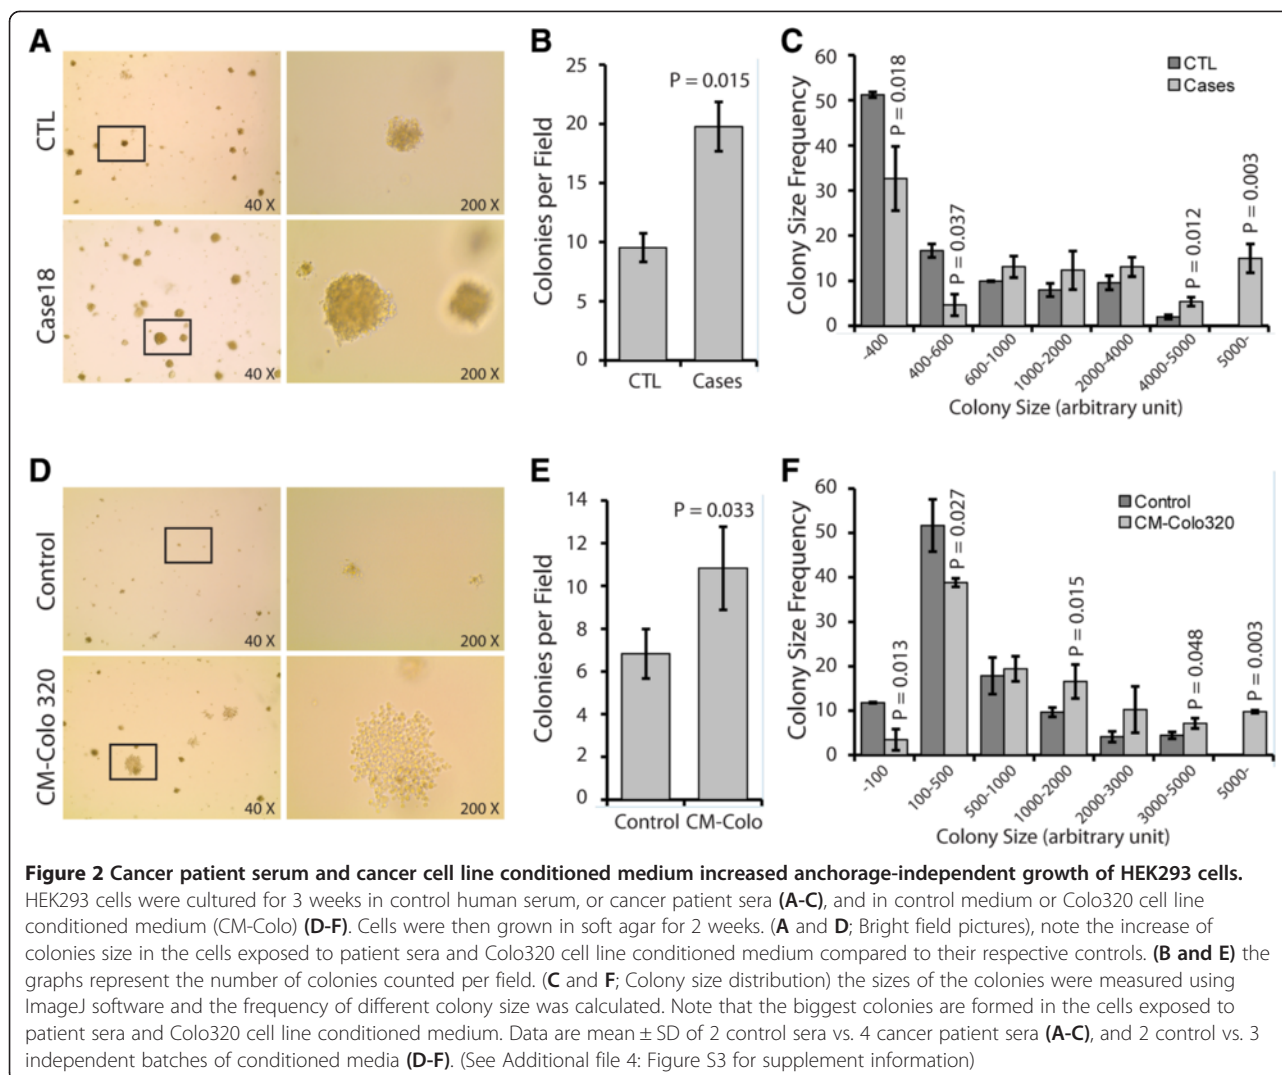 A
CTL
40 X
200 X
Case18
40 X
200 X
B
Colonies per Field
25
20
15
10
5
0
P = 0.015
CTL
Cases
C
Colony Size Frequency
60
50
40
30
20
10
0
CTL
Cases
P = 0.018
P = 0.037
P = 0.012
P = 0.003
-400
400-600
600-1000
1000-2000
2000-4000
4000-5000
5000-
Colony Size (arbitrary unit)
D
Control
40 X
200 X
CM-Colo 320
40 X
200 X
E
Colonies per Field
14
12
10
8
6
4
2
0
P = 0.033
Control CM-Colo
F
Colony Size Frequency
60
50
40
30
20
10
0
Control
CM-Colo320
P = 0.013
P = 0.027
P = 0.015
P = 0.048
P = 0.003
-100
100-500
500-1000
1000-2000
2000-3000
3000-5000
5000-
Colony Size (arbitrary unit)
Figure 2 Cancer patient serum and cancer cell line conditioned medium increased anchorage-independent growth of HEK293 cells.
HEK293 cells were cultured for 3 weeks in control human serum, or cancer patient sera (A-C), and in control medium or Colo320 cell line
conditioned medium (CM-Colo) (D-F). Cells were then grown in soft agar for 2 weeks. (A and D; Bright field pictures), note the increase of
colonies size in the cells exposed to patient sera and Colo320 cell line conditioned medium compared to their respective controls. (B and E) the
graphs represent the number of colonies counted per field. (C and F; Colony size distribution) the sizes of the colonies were measured using
ImageJ software and the frequency of different colony size was calculated. Note that the biggest colonies are formed in the cells exposed to
patient sera and Colo320 cell line conditioned medium. Data are mean ± SD of 2 control sera vs. 4 cancer patient sera (A-C), and 2 control vs. 3
independent batches of conditioned media (D-F). (See Additional file 4: Figure S3 for supplement information)